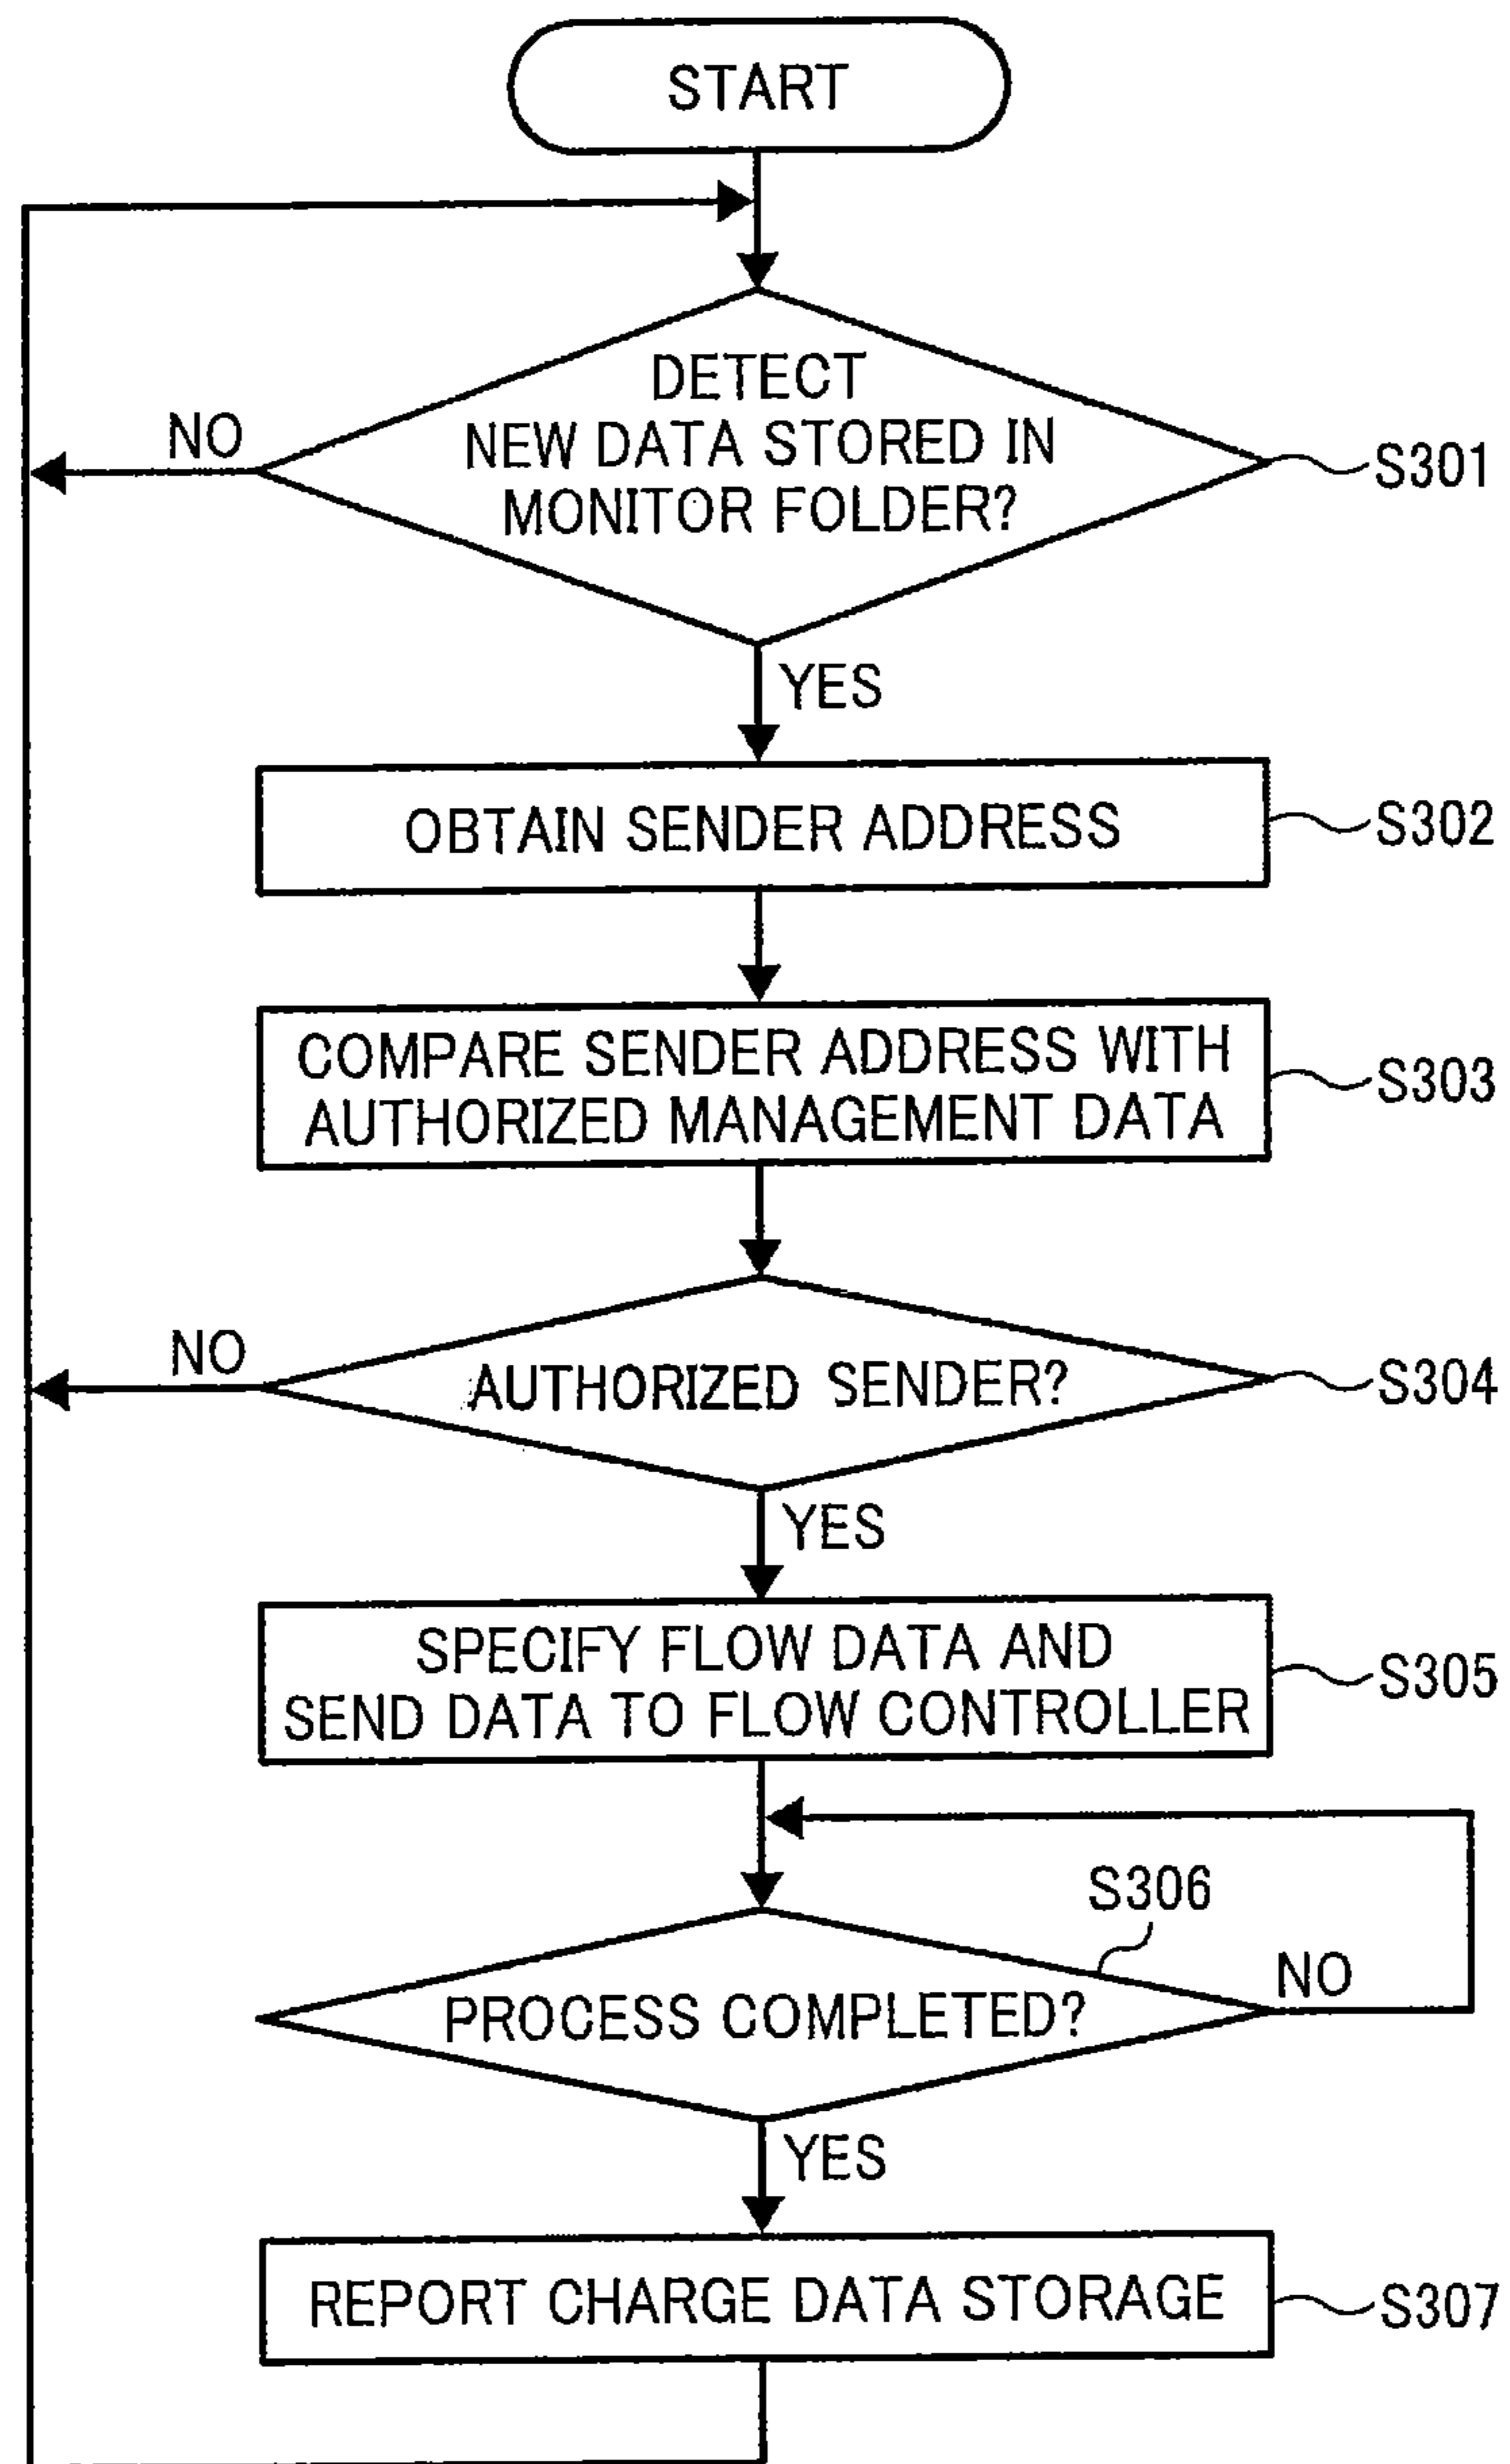 START
DETECT
NEW DATA STORED IN
MONITOR FOLDER?
NO
S301
YES
OBTAIN SENDER ADDRESS
S302
COMPARE SENDER ADDRESS WITH
AUTHORIZED MANAGEMENT DATA
S303
NO
AUTHORIZED SENDER?
S304
YES
SPECIFY FLOW DATA AND
SEND DATA TO FLOW CONTROLLER
S305
S306
NO
PROCESS COMPLETED?
YES
REPORT CHARGE DATA STORAGE
S307